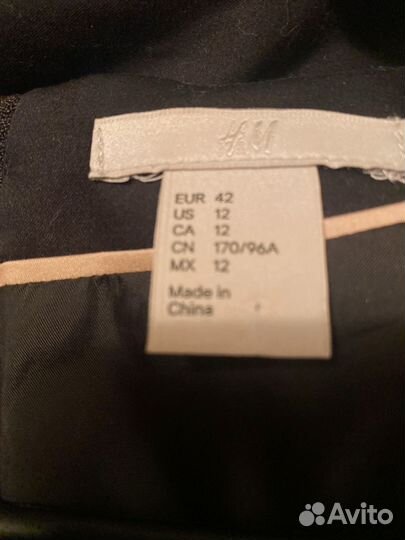 H&M
EUR 42
US 12
CA 12
CN 170/96A
MX 12
Made in
China
Avito